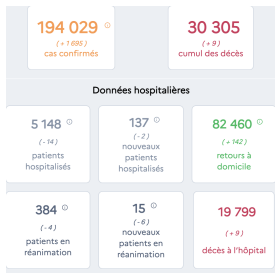 194 029
( + 1 695 )
cas confirmés
30 305
( + 9 )
cumul des décès
Données hospitalières
5 148
( - 14 )
patients
hospitalisés
137
( - 2 )
nouveaux
patients
hospitalisés
82 460
( + 142 )
retours à
domicile
384
( - 4 )
patients en
réanimation
15
( - 6 )
nouveaux
patients en
réanimation
19 799
( + 9 )
décès à l'hôpital